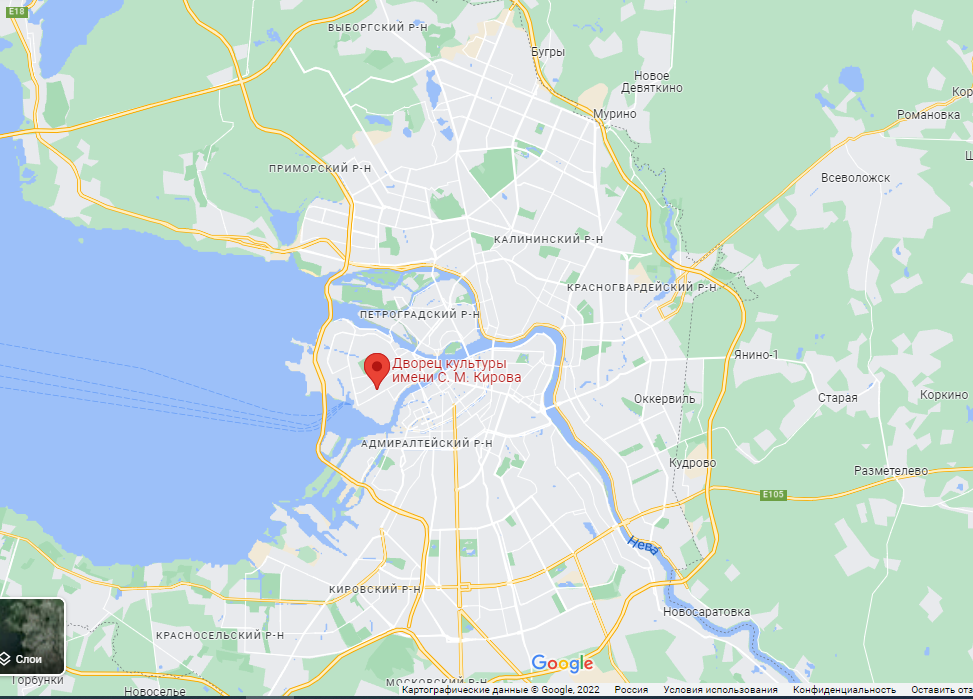 E18
ВЫБОРГСКИЙ Р-Н
Бугры
Новое
Девяткино
Мурино
Кор
Романовка
ПРИМОРСКИЙ Р-Н
Всеволожск
КАЛИНИНСКИЙ Р-Н
КРАСНОГВАРДЕЙСКИЙ Р-Н
ПЕТРОГРАДСКИЙ Р-Н
Янино-1
Дворец культуры
имени С. М. Кирова
Оккервиль
Старая
Коркино
АДМИРАЛТЕЙСКИЙ Р-Н
Кудрово
Разметелево
E105
Нева
КИРОВСКИЙ Р-Н
Новосаратовка
КРАСНОСЕЛЬСКИЙ Р-Н
Слои
Google
Горбунки
МОСКОВСКИЙ Р-Н
Новоселье
Картографические данные © Google, 2022 Россия Условия использования Конфиденциальность Оставить